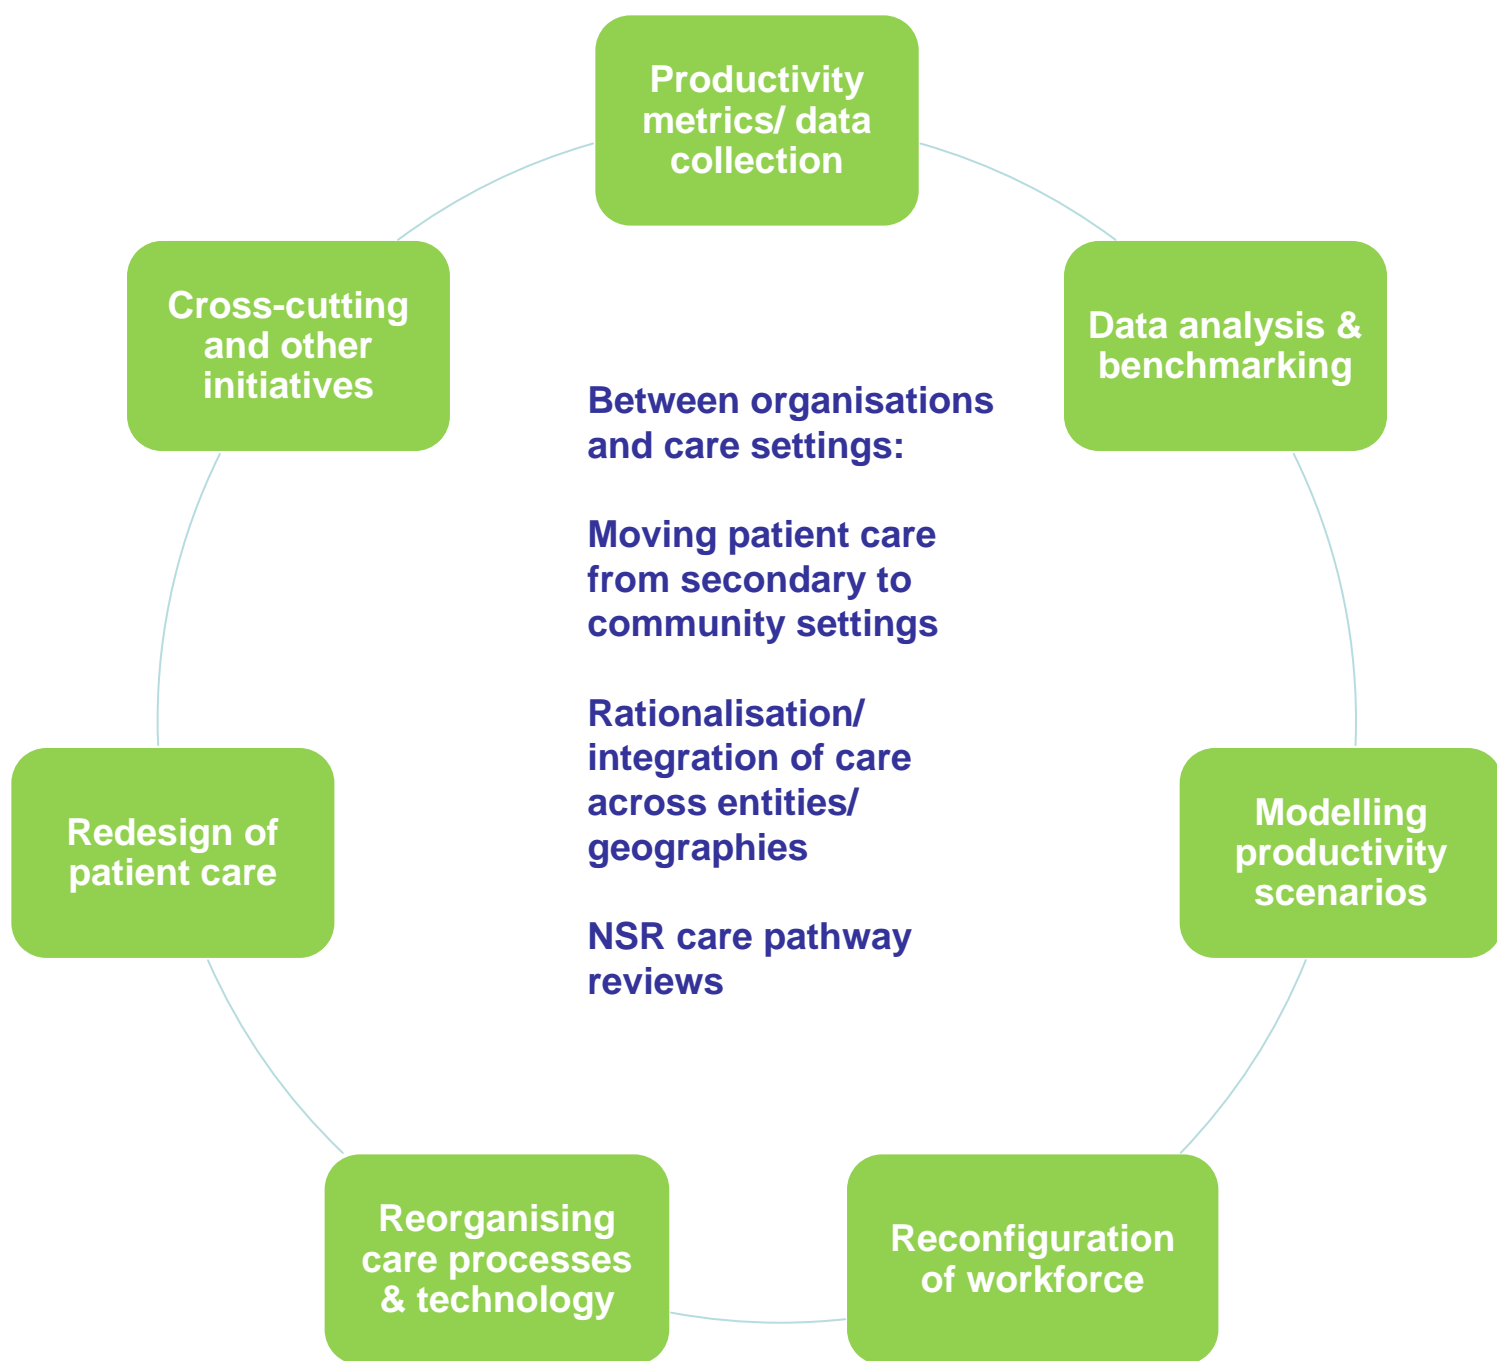 Productivity
metrics/ data
collection
Data analysis &
benchmarking
Modelling
productivity
scenarios
Reconfiguration
of workforce
Reorganising
care processes
& technology
Redesign of
patient care
Cross-cutting
and other
initiatives
Between organisations
and care settings:
Moving patient care
from secondary to
community settings
Rationalisation/
integration of care
across entities/
geographies
NSR care pathway
reviews